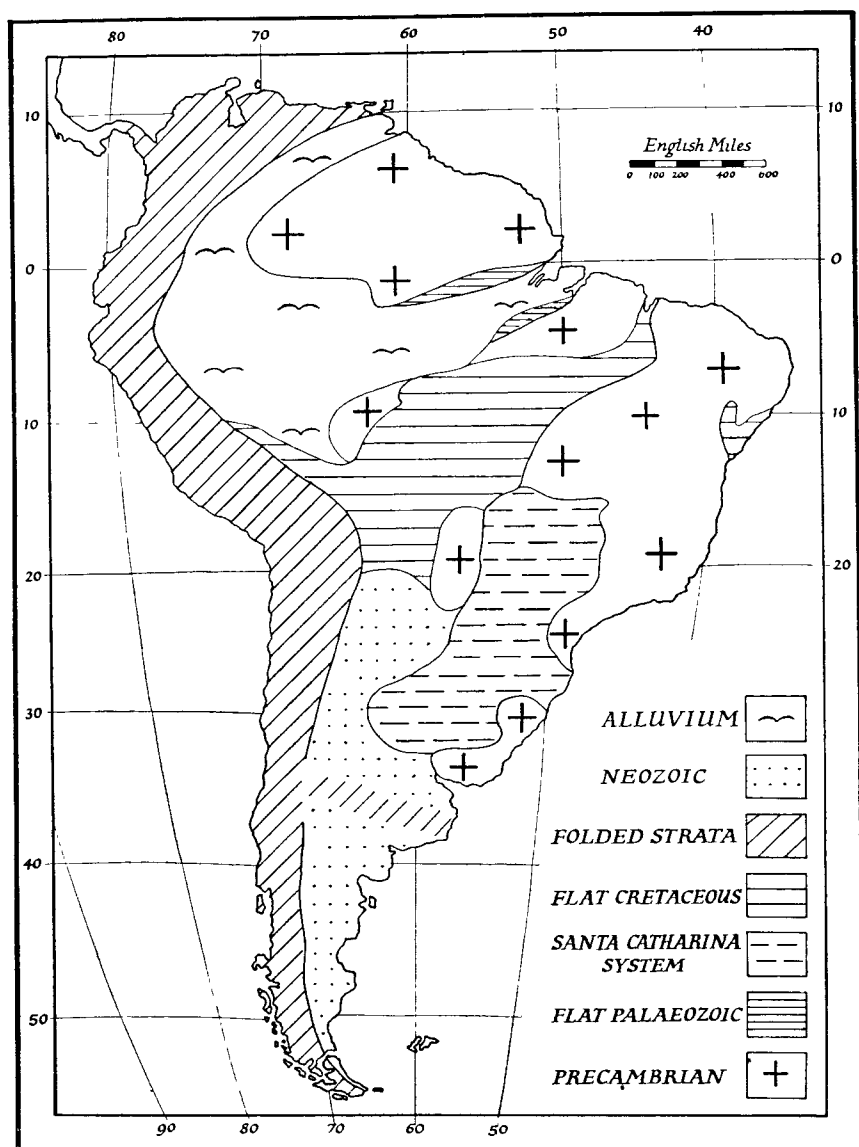 80 70 60 50 40
10 10
English Miles
0 100 200 400 600
0 0
10 10
20 20
30
40
50
90 80 70 60 50
ALLUVIUM
NEOZOIC
FOLDED STRATA
FLAT CRETACEOUS
SANTA CATHARINA
SYSTEM
FLAT PALAEOZOIC
PRECAMBRIAN